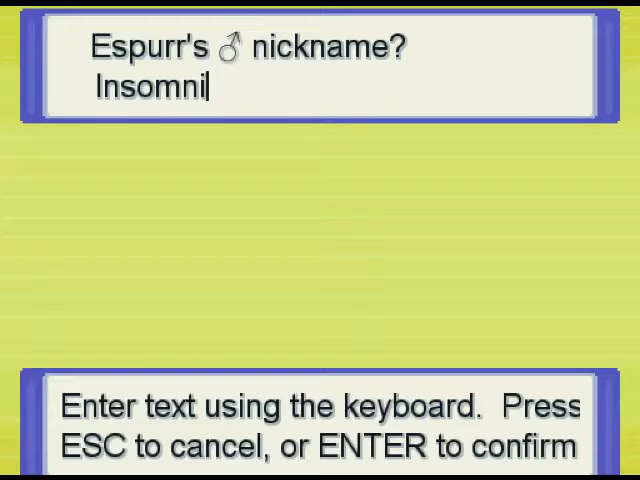 Espurr's ♂ nickname?
Insomni
Enter text using the keyboard. Press
ESC to cancel, or ENTER to confirm